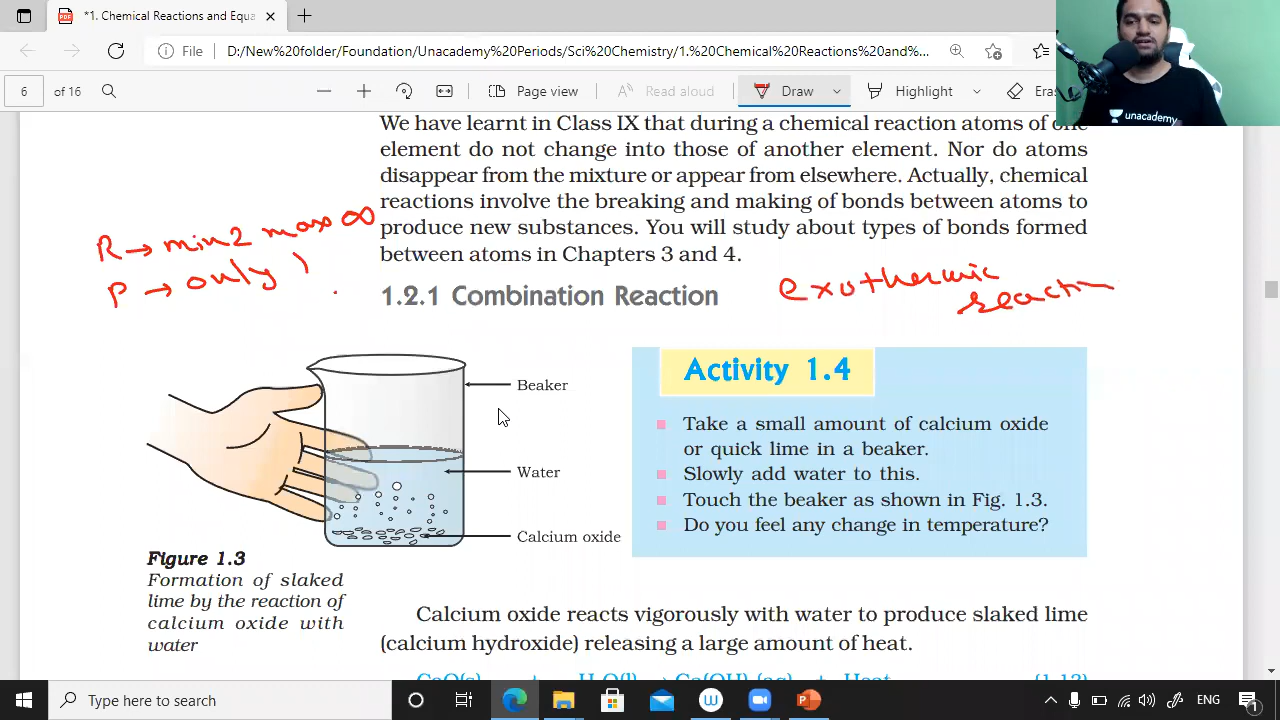 *1. Chemical Reactions and Equa
File
D:/New%20folder/Foundation/Unacademy%20Periods/Sci%20Chemistry/1.%20Chemical%20Reactions%20and%...
6 of 16
Page view
Read aloud
Draw
Highlight
Eras
unacademy
We have learnt in Class IX that during a chemical reaction atoms of one
element do not change into those of another element. Nor do atoms
disappear from the mixture or appear from elsewhere. Actually, chemical
reactions involve the breaking and making of bonds between atoms to
produce new substances. You will study about types of bonds formed
between atoms in Chapters 3 and 4.
R → min 2 max ∞
P → only 1
1.2.1 Combination Reaction
exothermic
reaction
Beaker
Water
Calcium oxide
Figure 1.3
Formation of slaked
lime by the reaction of
calcium oxide with
water
Activity 1.4
Take a small amount of calcium oxide
or quick lime in a beaker.
Slowly add water to this.
Touch the beaker as shown in Fig. 1.3.
Do you feel any change in temperature?
Calcium oxide reacts vigorously with water to produce slaked lime
(calcium hydroxide) releasing a large amount of heat.
Type here to search
ENG
1